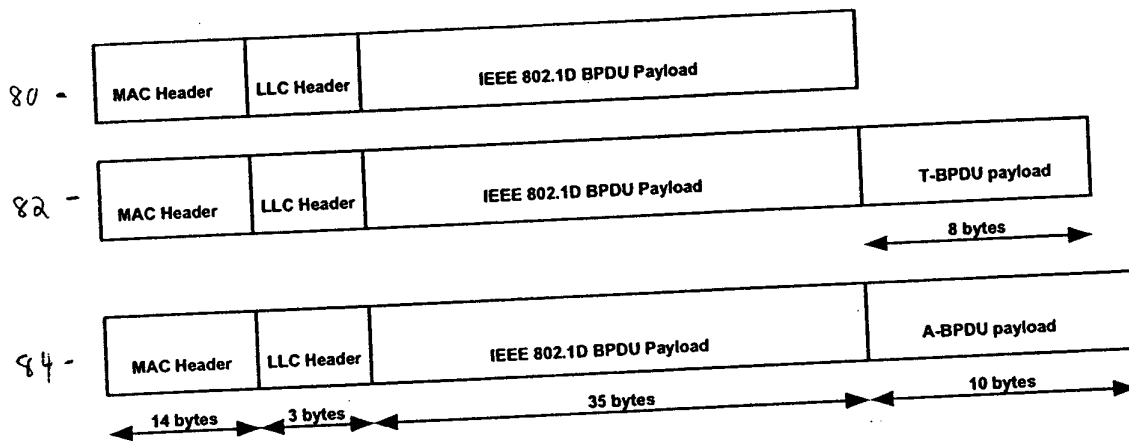 80 - MAC Header LLC Header IEEE 802.1D BPDU Payload
82 - MAC Header LLC Header IEEE 802.1D BPDU Payload T-BPDU payload
8 bytes
84 - MAC Header LLC Header IEEE 802.1D BPDU Payload A-BPDU payload
14 bytes 3 bytes 35 bytes 10 bytes